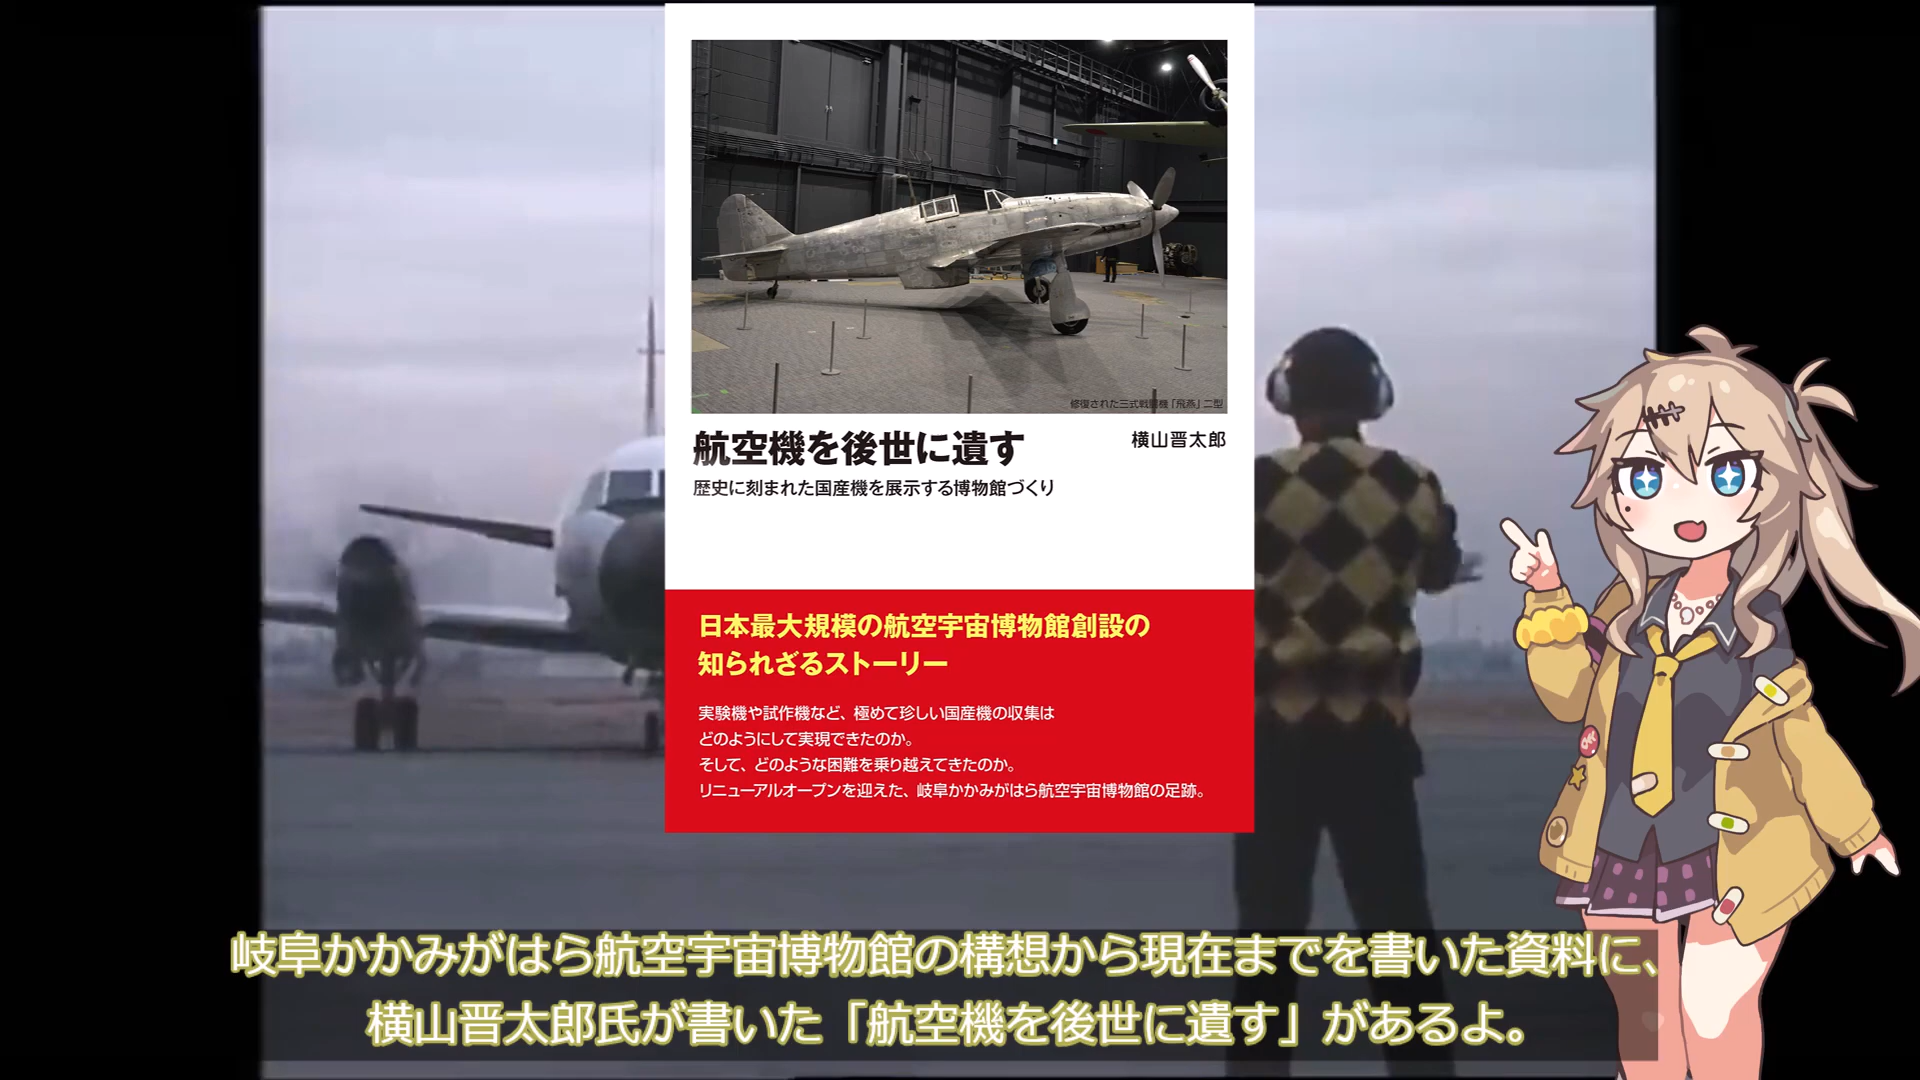 修復された三式戦闘機「飛燕」二型
航空機を後世に遺す
横山晋太郎
歴史に刻まれた国産機を展示する博物館づくり
日本最大規模の航空宇宙博物館創設の
知られざるストーリー
実験機や試作機など、極めて珍しい国産機の収集は
どのようにして実現できたのか。
そして、どのような困難を乗り越えてきたのか。
リニューアルオープンを迎えた、岐阜かかみがはら航空宇宙博物館の足跡。
岐阜かかみがはら航空宇宙博物館の構想から現在までを書いた資料に、
横山晋太郎氏が書いた「航空機を後世に遺す」があるよ。